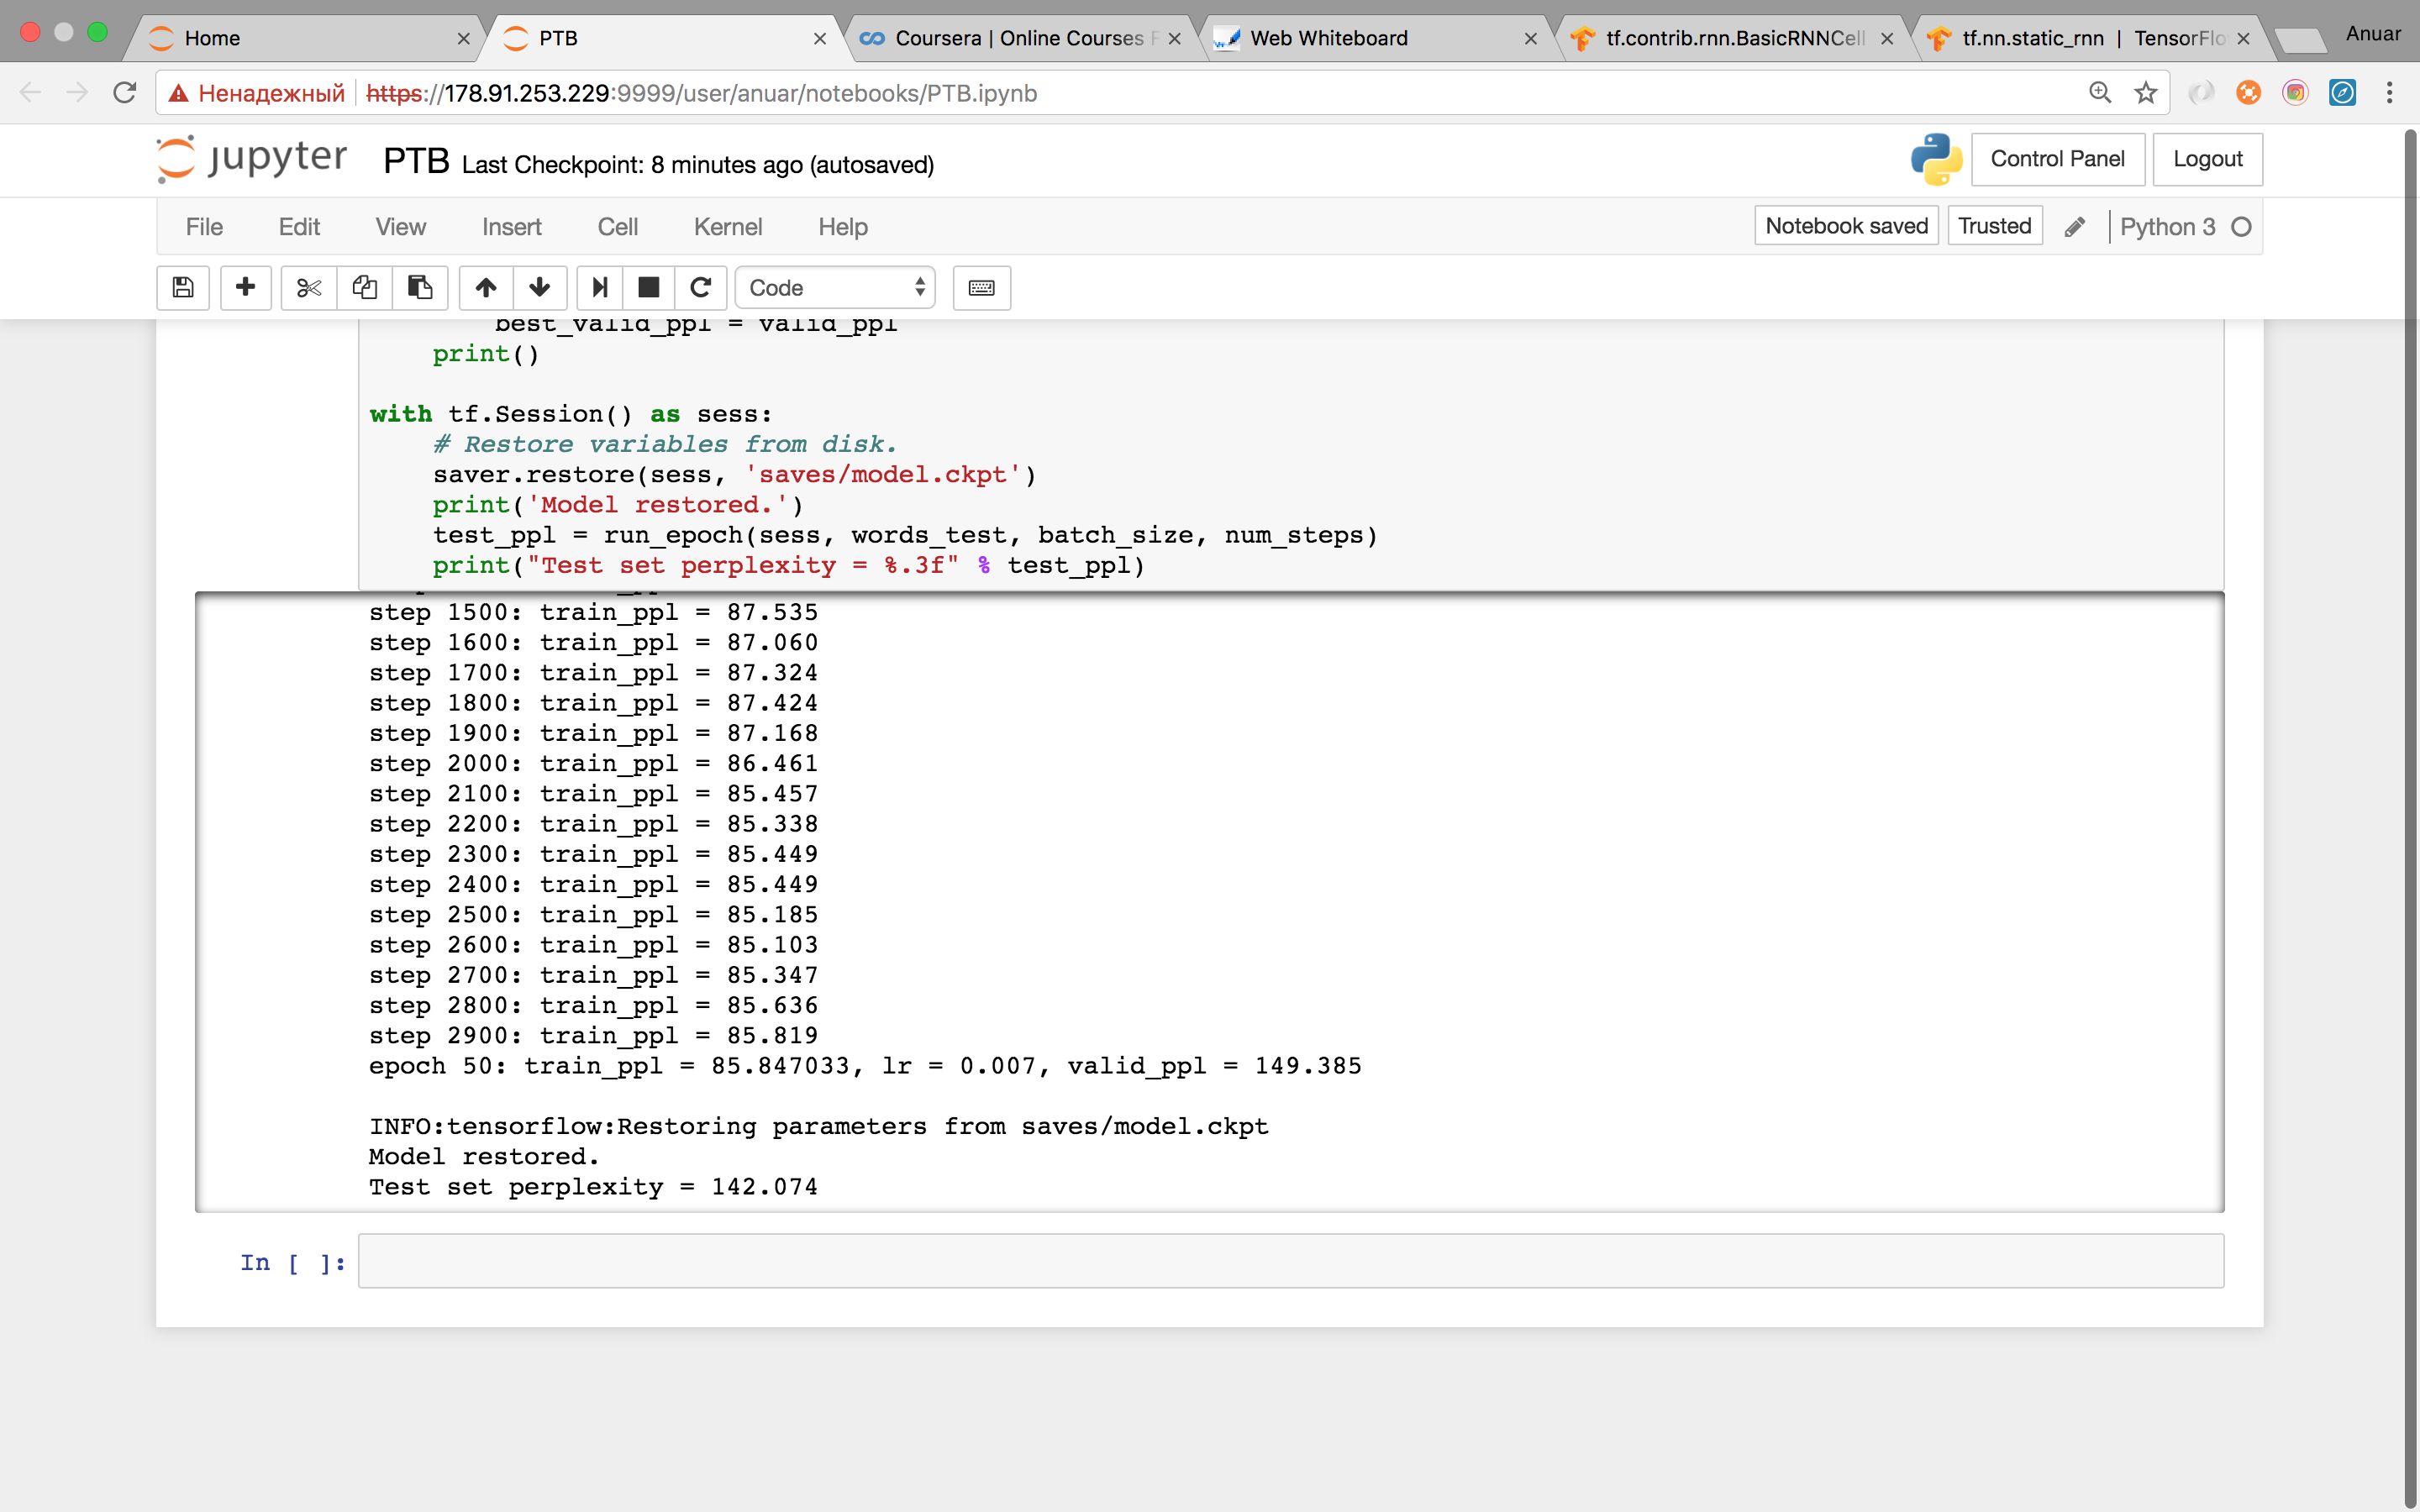 Home
PTB
Coursera | Online Courses F
Web Whiteboard
tf.contrib.rnn.BasicRNNCell
tf.nn.static_rnn | TensorFlo
Anuar
Ненадежный https://178.91.253.229:9999/user/anuar/notebooks/PTB.ipynb
jupyter PTB Last Checkpoint: 8 minutes ago (autosaved)
Control Panel
Logout
File Edit View Insert Cell Kernel Help
Notebook saved
Trusted
Python 3
Code
best_valid_ppl = valid_ppl
print()
with tf.Session() as sess:
# Restore variables from disk.
saver.restore(sess, 'saves/model.ckpt')
print('Model restored.')
test_ppl = run_epoch(sess, words_test, batch_size, num_steps)
print("Test set perplexity = %.3f" % test_ppl)
step 1500: train_ppl = 87.535
step 1600: train_ppl = 87.060
step 1700: train_ppl = 87.324
step 1800: train_ppl = 87.424
step 1900: train_ppl = 87.168
step 2000: train_ppl = 86.461
step 2100: train_ppl = 85.457
step 2200: train_ppl = 85.338
step 2300: train_ppl = 85.449
step 2400: train_ppl = 85.449
step 2500: train_ppl = 85.185
step 2600: train_ppl = 85.103
step 2700: train_ppl = 85.347
step 2800: train_ppl = 85.636
step 2900: train_ppl = 85.819
epoch 50: train_ppl = 85.847033, lr = 0.007, valid_ppl = 149.385
INFO:tensorflow:Restoring parameters from saves/model.ckpt
Model restored.
Test set perplexity = 142.074
In [ ]: